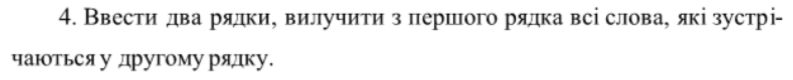 4. Ввести два рядки, вилучити з першого рядка всі слова, які зустрі-
чаються у другому рядку.